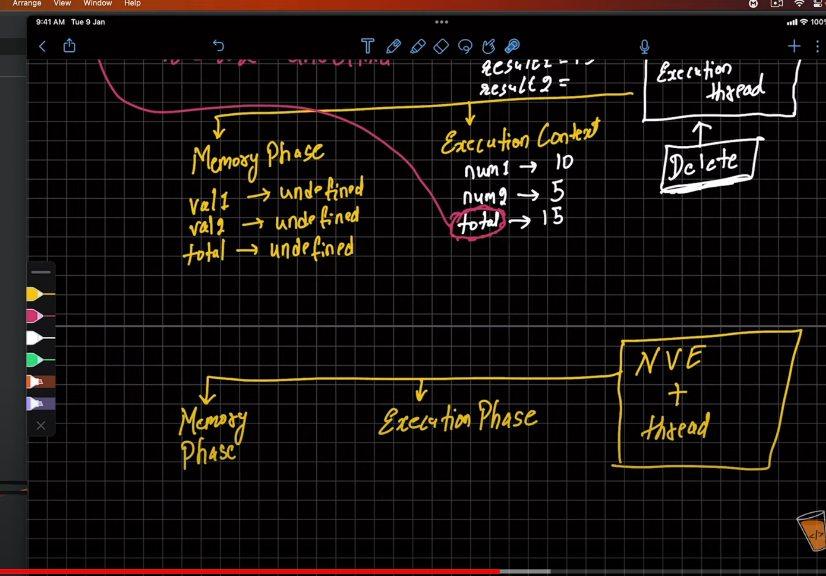 Arrange View Window Help
9:41 AM Tue 9 Jan
100%
result2 =
Execution
thread
Delete
Memory Phase
val1 → undefined
val2 → undefined
total → undefined
Execution Context
num1 → 10
num2 → 5
total → 15
NVE
+
thread
Memory
Phase
Execution Phase
</>